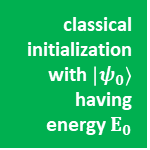 classical
initialization
with |ψ₀⟩
having
energy E₀